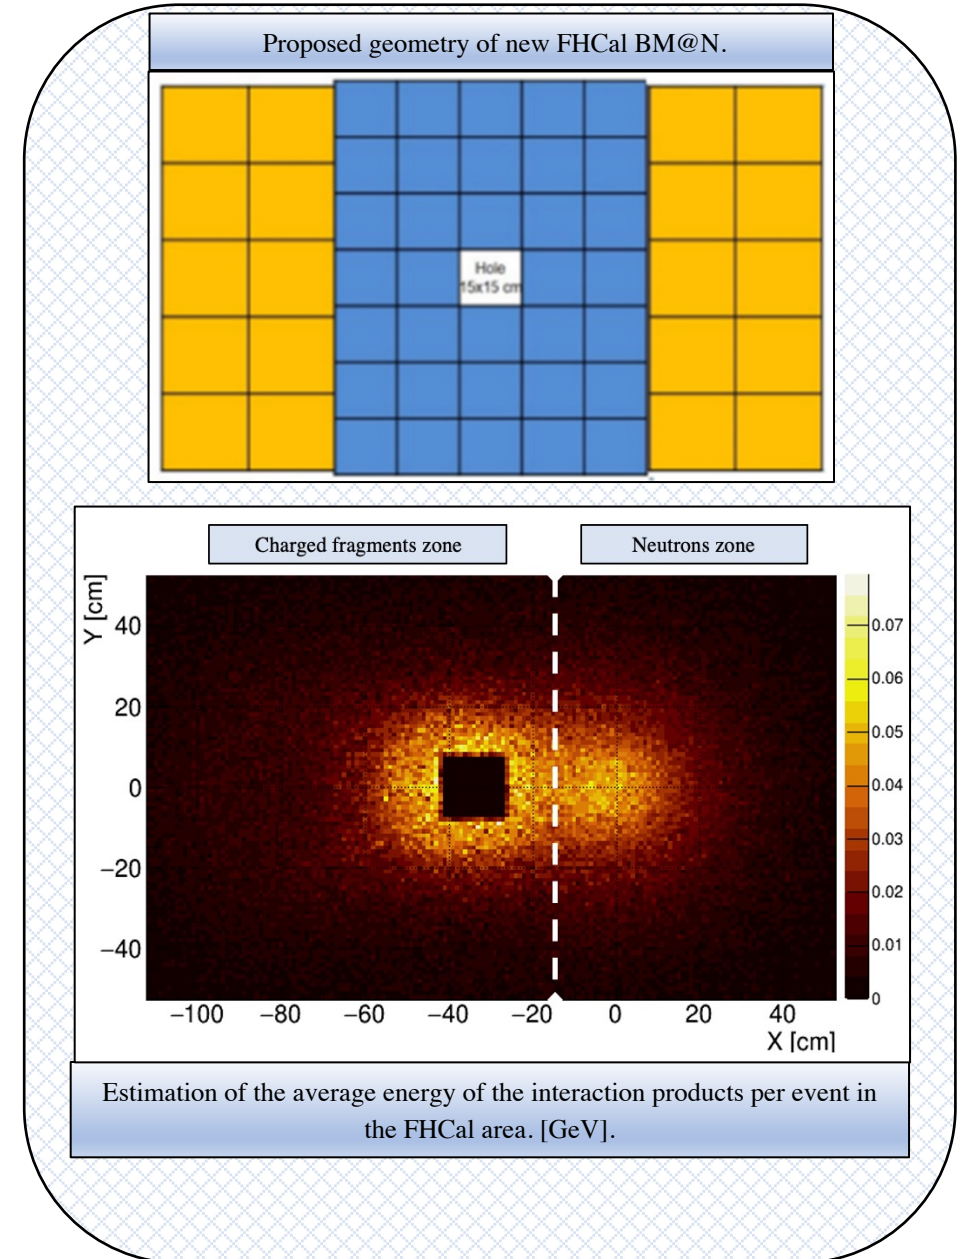 Proposed geometry of new FHCal BM@N.
Hole
15x15 cm
Charged fragments zone
Neutrons zone
Y [cm]
40
20
0
−20
−40
0.07
0.06
0.05
0.04
0.03
0.02
0.01
0
−100 −80 −60 −40 −20 0 20 40
X [cm]
Estimation of the average energy of the interaction products per event in
the FHCal area. [GeV].